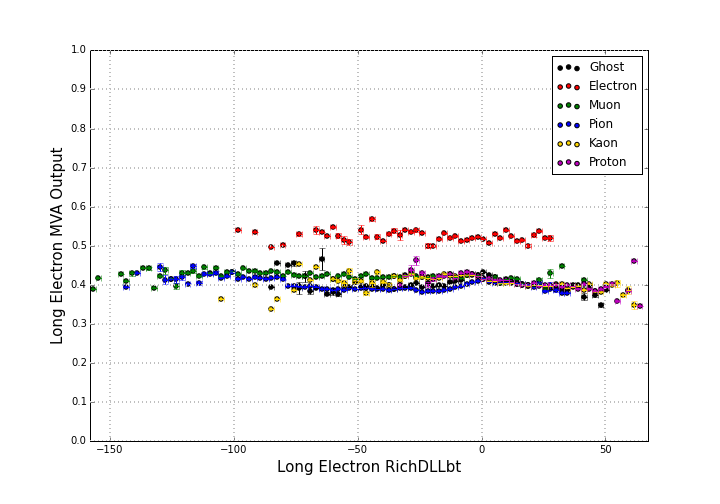 1.0
0.9
0.8
0.7
0.6
0.5
0.4
0.3
0.2
0.1
0.0
Long Electron MVA Output
Ghost
Electron
Muon
Pion
Kaon
Proton
−150
−100
−50
0
50
Long Electron RichDLLbt